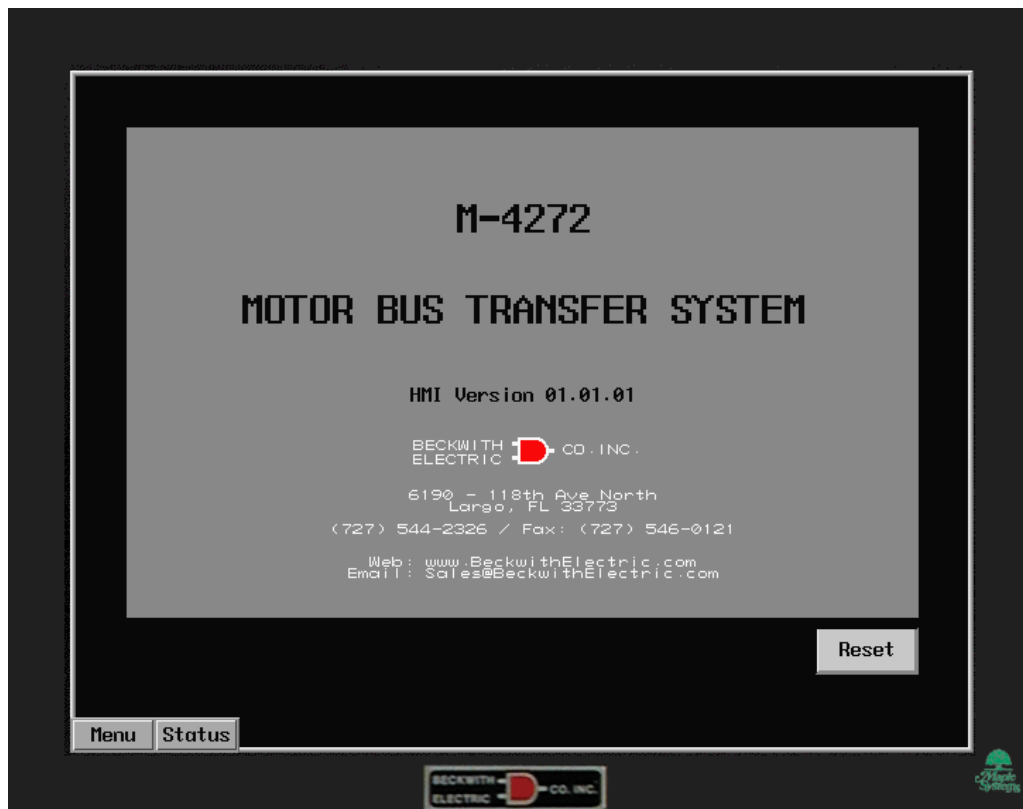 M-4272
MOTOR BUS TRANSFER SYSTEM
HMI Version 01.01.01
BECKWITH
ELECTRIC
CO. INC.
6190 - 118th Ave North
Largo, FL 33773
(727) 544-2326 / Fax: (727) 546-0121
Web: www.BeckwithElectric.com
Email: Sales@BeckwithElectric.com
Reset
Menu
Status
BECKWITH
ELECTRIC
CO. INC.
Maple
Systems